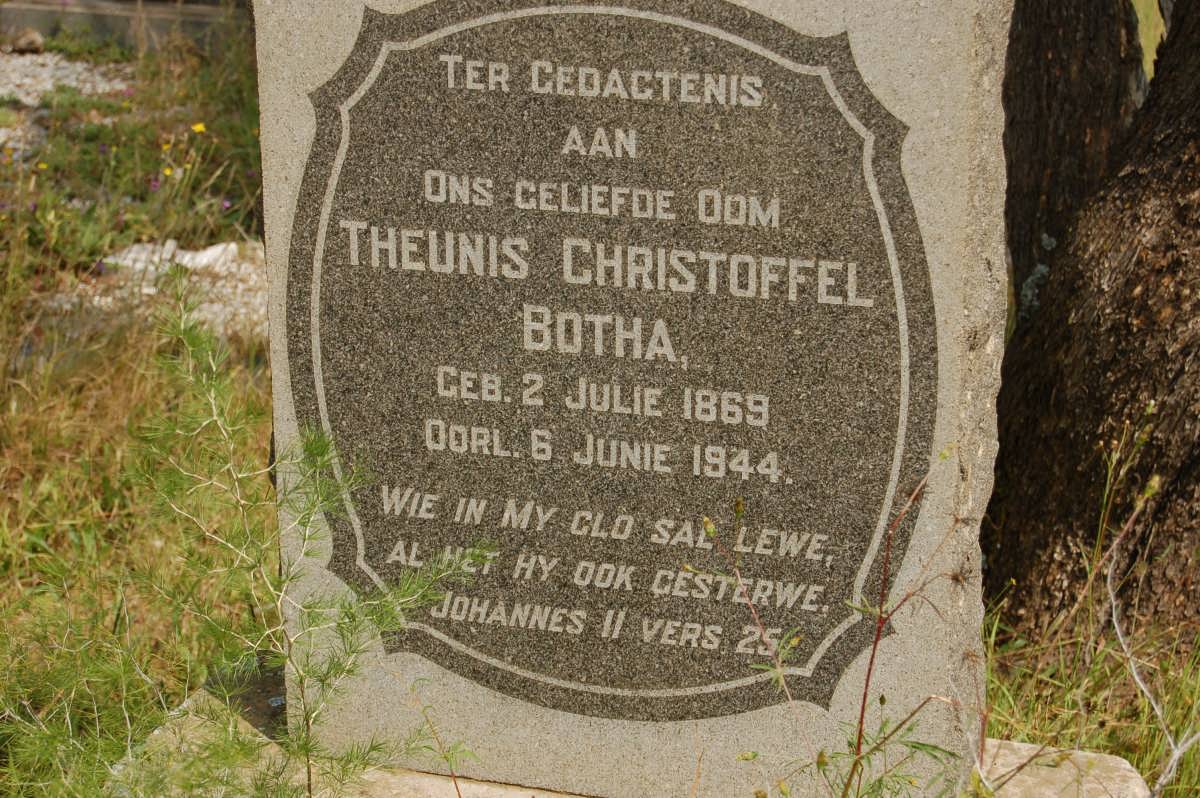 TER GEDACTENIS
AAN
ONS GELIEFDE OOM
THEUNIS CHRISTOFFEL
BOTHA,
GEB. 2 JULIE 1869
OORL. 6 JUNIE 1944.
WIE IN MY GLO SAL LEWE,
AL HET HY OOK GESTERWE.
JOHANNES 11 VERS 25.